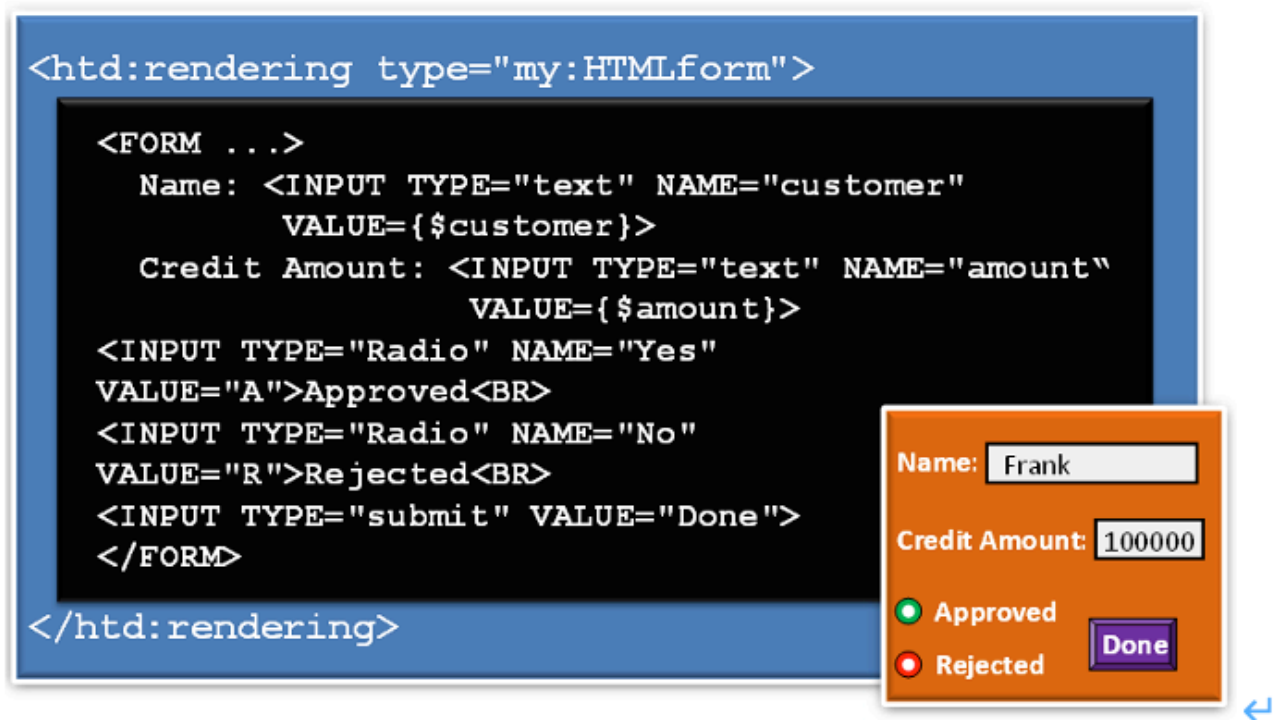 <htd:rendering type="my:HTMLform">
<FORM ...>
Name: <INPUT TYPE="text" NAME="customer"
VALUE={$customer}>
Credit Amount: <INPUT TYPE="text" NAME="amount‟
VALUE={$amount}>
<INPUT TYPE="Radio" NAME="Yes"
VALUE="A">Approved<BR>
<INPUT TYPE="Radio" NAME="No"
VALUE="R">Rejected<BR>
<INPUT TYPE="submit" VALUE="Done">
</FORM>
</htd:rendering>
Name: Frank
Credit Amount: 100000
Approved
Done
Rejected